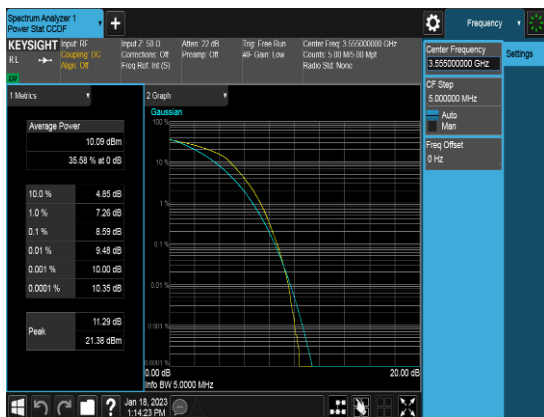 Spectrum Analyzer 1
Power Stat CCDF
Frequency
KEYSIGHT
Input: RF
Coupling: DC
Align: Off
Input Z: 50 Ω
Corrections: Off
Freq Ref: Int (S)
Atten: 22 dB
Preamp: Off
Trig: Free Run
#IF Gain: Low
Center Freq: 3.555000000 GHz
Counts: 5.00 M/5.00 Mpt
Radio Std: None
RL
Center Frequency
3.555000000 GHz
Settings
CF Step
5.000000 MHz
Auto
Man
Freq Offset
0 Hz
1 Metrics
Average Power
10.09 dBm
35.58 % at 0 dB
10.0 % 4.85 dB
1.0 % 7.26 dB
0.1 % 8.59 dB
0.01 % 9.48 dB
0.001 % 10.00 dB
0.0001 % 10.35 dB
Peak
11.29 dB
21.38 dBm
2 Graph
Gaussian
100 %
10 %
1 %
0.1 %
0.01 %
0.001 %
0.0001 %
0.00 dB
20.00 dB
Info BW 5.0000 MHz
?
Jan 18, 2023
1:14:23 PM